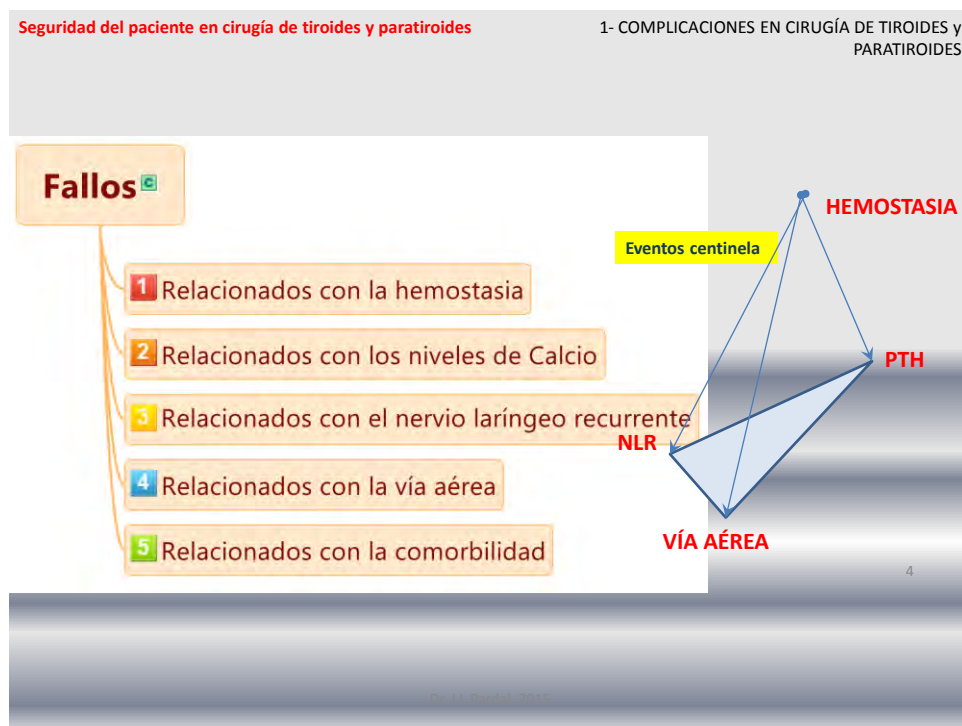 Seguridad del paciente en cirugía de tiroides y paratiroides
1- COMPLICACIONES EN CIRUGÍA DE TIROIDES y
PARATIROIDES
Fallos
1 Relacionados con la hemostasia
2 Relacionados con los niveles de Calcio
3 Relacionados con el nervio laríngeo recurrente
4 Relacionados con la vía aérea
5 Relacionados con la comorbilidad
HEMOSTASIA
Eventos centinela
PTH
NLR
VÍA AÉREA
4
2015